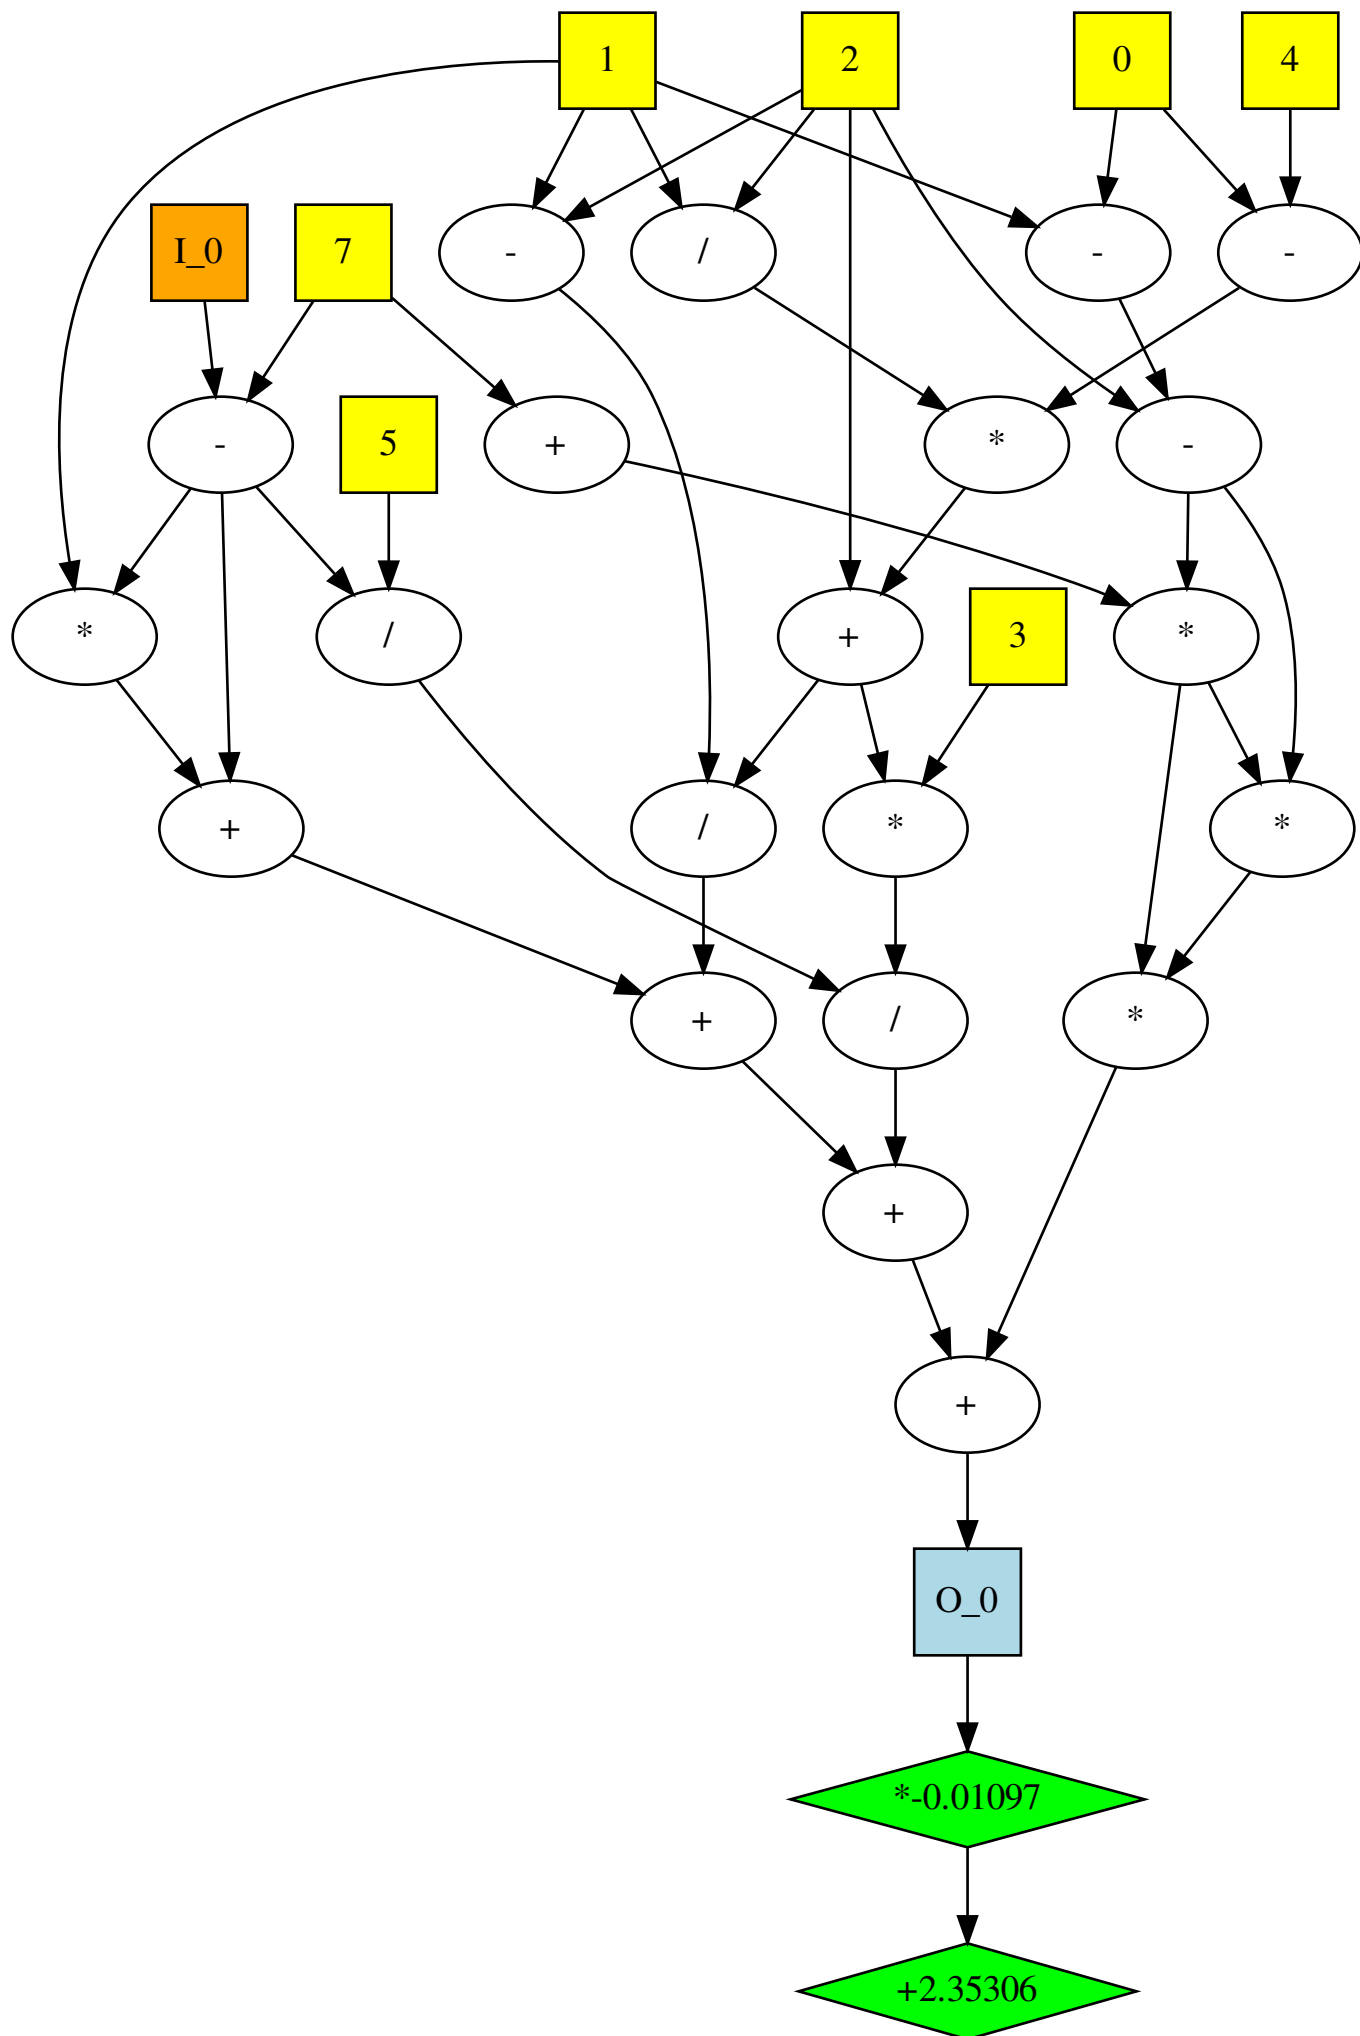 1 2 0 4
I_0 7 - / - -
- 5 + * -
* / + 3 *
+ / * *
+ / *
+
+
O_0
*-0.01097
+2.35306